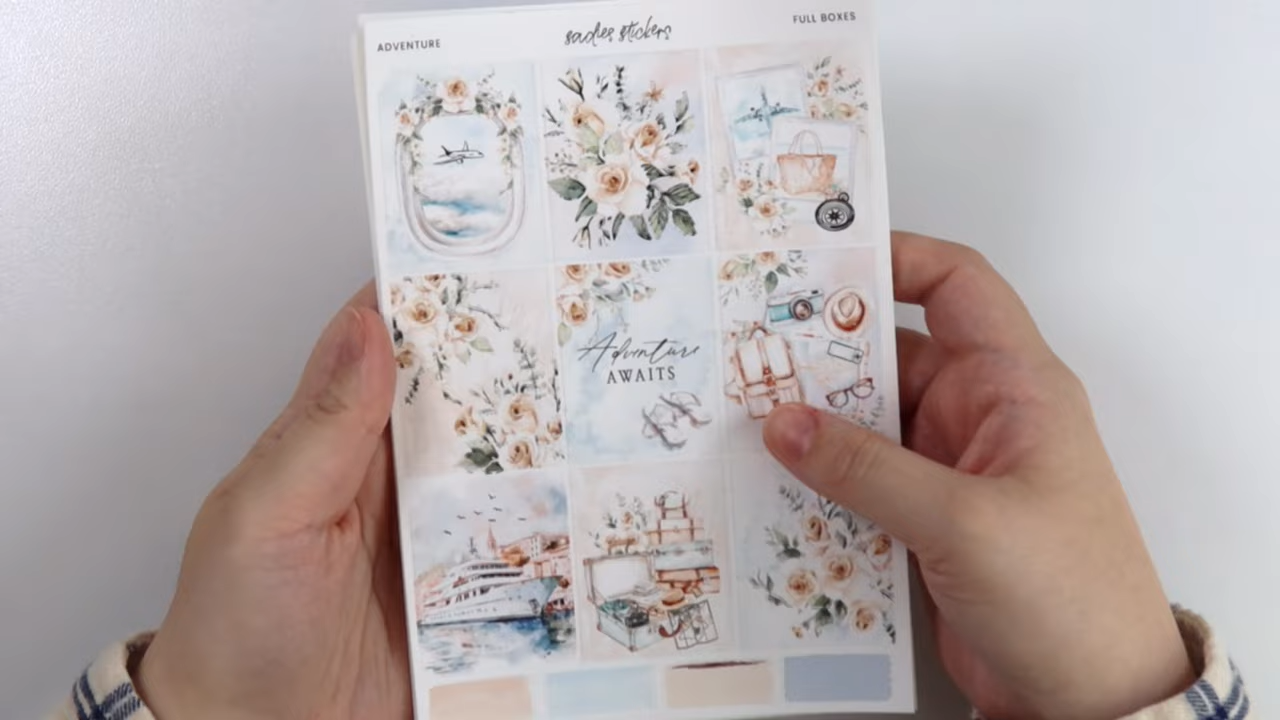 ADVENTURE
sadies stickers
FULL BOXES
Adventure
AWAITS